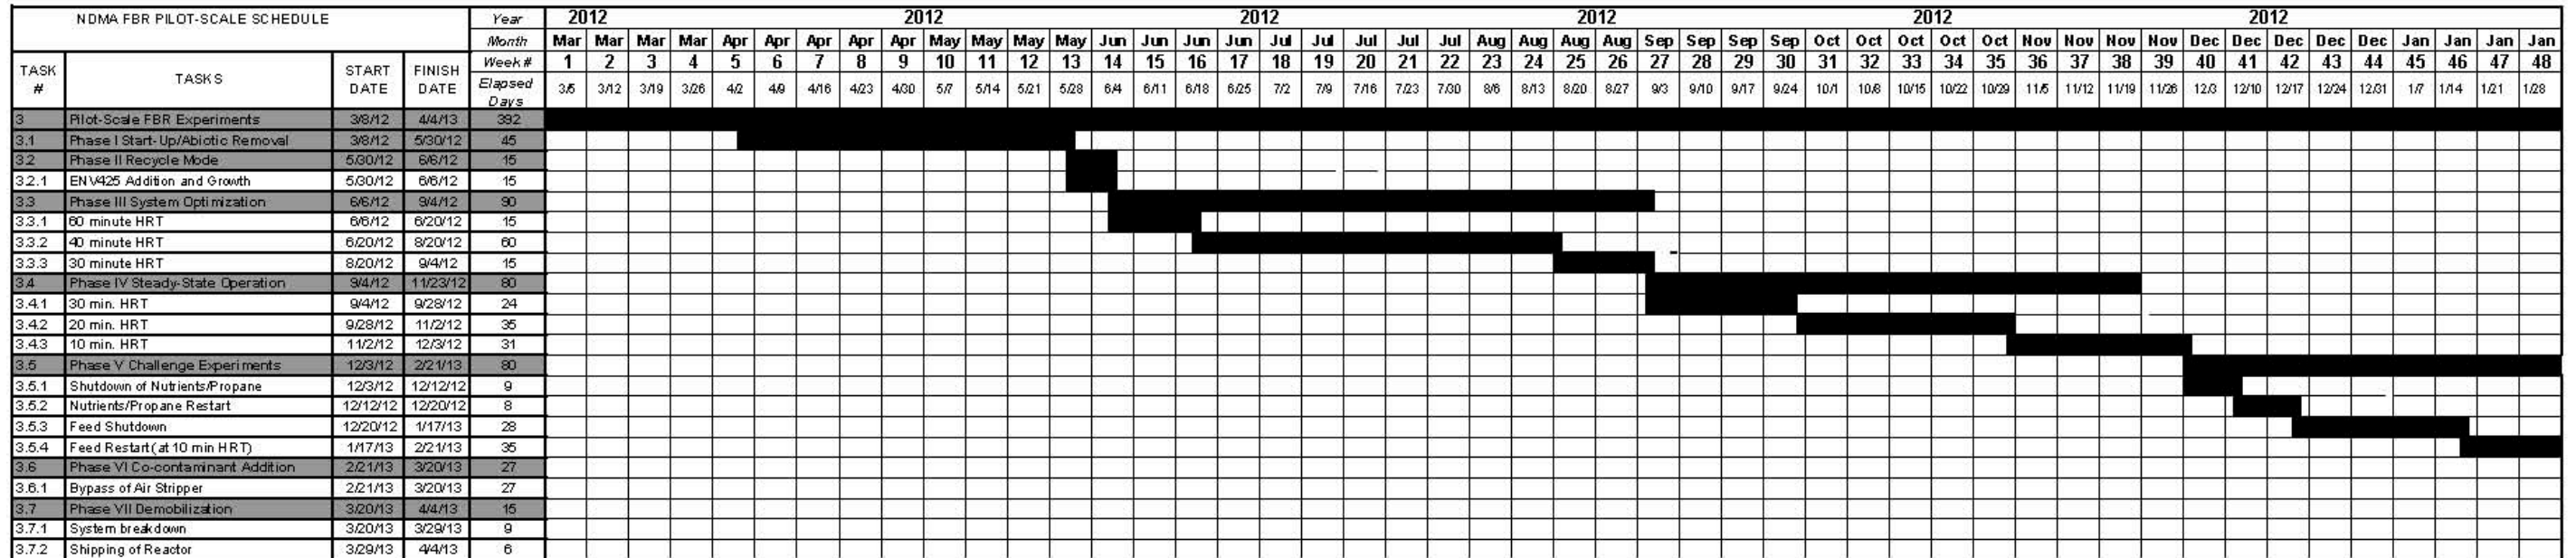 NDMA FBR PILOT-SCALE SCHEDULE Year 2012 2012 2012 2012 2012 2012
Month Mar Mar Mar Mar Apr Apr Apr Apr Apr May May May May Jun Jun Jun Jun Jul Jul Jul Jul Jul Aug Aug Aug Aug Sep Sep Sep Sep Oct Oct Oct Oct Oct Nov Nov Nov Nov Dec Dec Dec Dec Dec Jan Jan Jan Jan
TASK # TASKS START DATE FINISH DATE Week # 1 2 3 4 5 6 7 8 9 10 11 12 13 14 15 16 17 18 19 20 21 22 23 24 25 26 27 28 29 30 31 32 33 34 35 36 37 38 39 40 41 42 43 44 45 46 47 48
Elapsed Days 3/5 3/12 3/19 3/26 4/2 4/9 4/16 4/23 4/30 5/7 5/14 5/21 5/28 6/4 6/11 6/18 6/25 7/2 7/9 7/16 7/23 7/30 8/6 8/13 8/20 8/27 9/3 9/10 9/17 9/24 10/1 10/8 10/15 10/22 10/29 11/5 11/12 11/19 11/26 12/3 12/10 12/17 12/24 12/31 1/7 1/14 1/21 1/28
3 Pilot-Scale FBR Experiments 3/8/12 4/4/13 392
3.1 Phase I Start-Up/Abiotic Removal 3/8/12 5/30/12 45
3.2 Phase II Recycle Mode 5/30/12 6/6/12 15
3.2.1 ENV425 Addition and Growth 5/30/12 6/6/12 15
3.3 Phase III System Optimization 6/6/12 9/4/12 90
3.3.1 60 minute HRT 6/6/12 6/20/12 15
3.3.2 40 minute HRT 6/20/12 8/20/12 60
3.3.3 30 minute HRT 8/20/12 9/4/12 15
3.4 Phase IV Steady-State Operation 9/4/12 11/23/12 80
3.4.1 30 min. HRT 9/4/12 9/28/12 24
3.4.2 20 min. HRT 9/28/12 11/2/12 35
3.4.3 10 min. HRT 11/2/12 12/3/12 31
3.5 Phase V Challenge Experiments 12/3/12 2/21/13 80
3.5.1 Shutdown of Nutrients/Propane 12/3/12 12/12/12 9
3.5.2 Nutrients/Propane Restart 12/12/12 12/20/12 8
3.5.3 Feed Shutdown 12/20/12 1/17/13 28
3.5.4 Feed Restart(at 10 min HRT) 1/17/13 2/21/13 35
3.6 Phase VI Co-contaminant Addition 2/21/13 3/20/13 27
3.6.1 Bypass of Air Stripper 2/21/13 3/20/13 27
3.7 Phase VII Demobilization 3/20/13 4/4/13 15
3.7.1 System breakdown 3/20/13 3/29/13 9
3.7.2 Shipping of Reactor 3/29/13 4/4/13 6